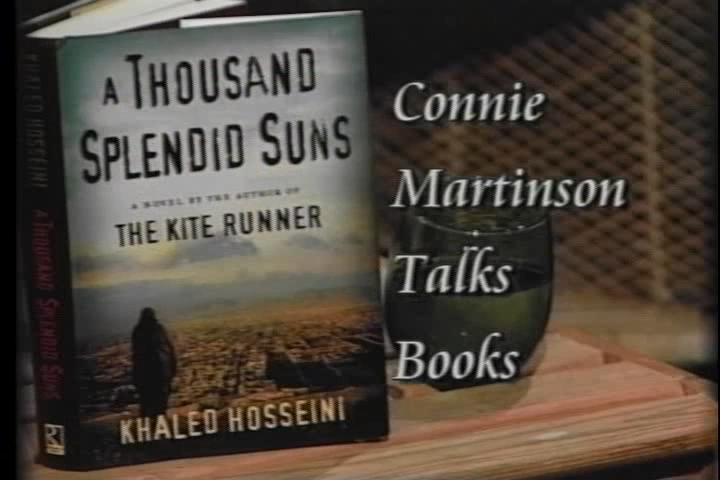 A THOUSAND
SPLENDID SUNS
A NOVEL BY THE AUTHOR OF
THE KITE RUNNER
KHALED HOSSEINI
KHALED HOSSEINI
A THOUSAND SPLENDID SUNS
Connie
Martinson
Talks
Books